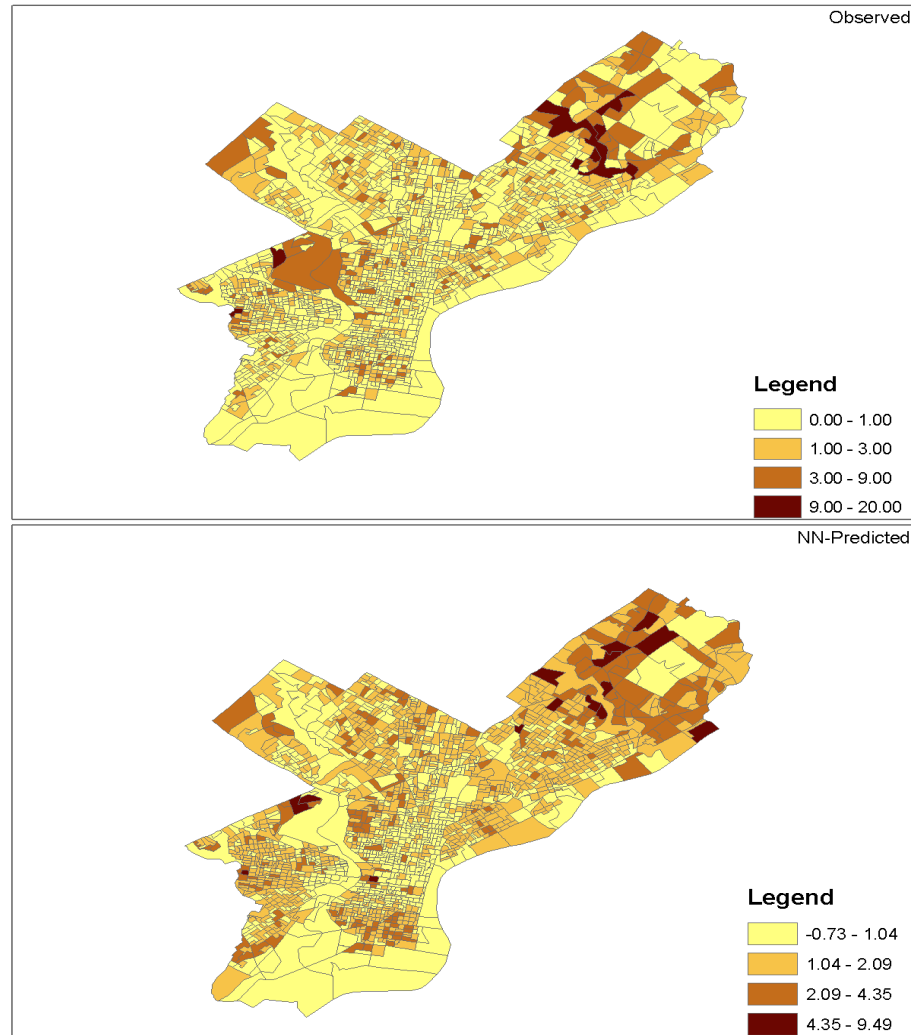 Observed
Legend
0.00 - 1.00
1.00 - 3.00
3.00 - 9.00
9.00 - 20.00
NN-Predicted
Legend
-0.73 - 1.04
1.04 - 2.09
2.09 - 4.35
4.35 - 9.49